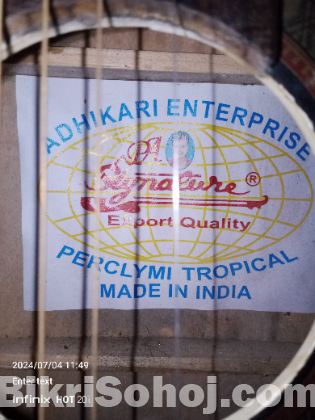 ADHIKARI ENTERPRISE
Signature ®
Export Quality
PERCLYMI TROPICAL
MADE IN INDIA
2024/07/04 11:49
Enter text
Infinix HOT 20i
BikriSohoj.com